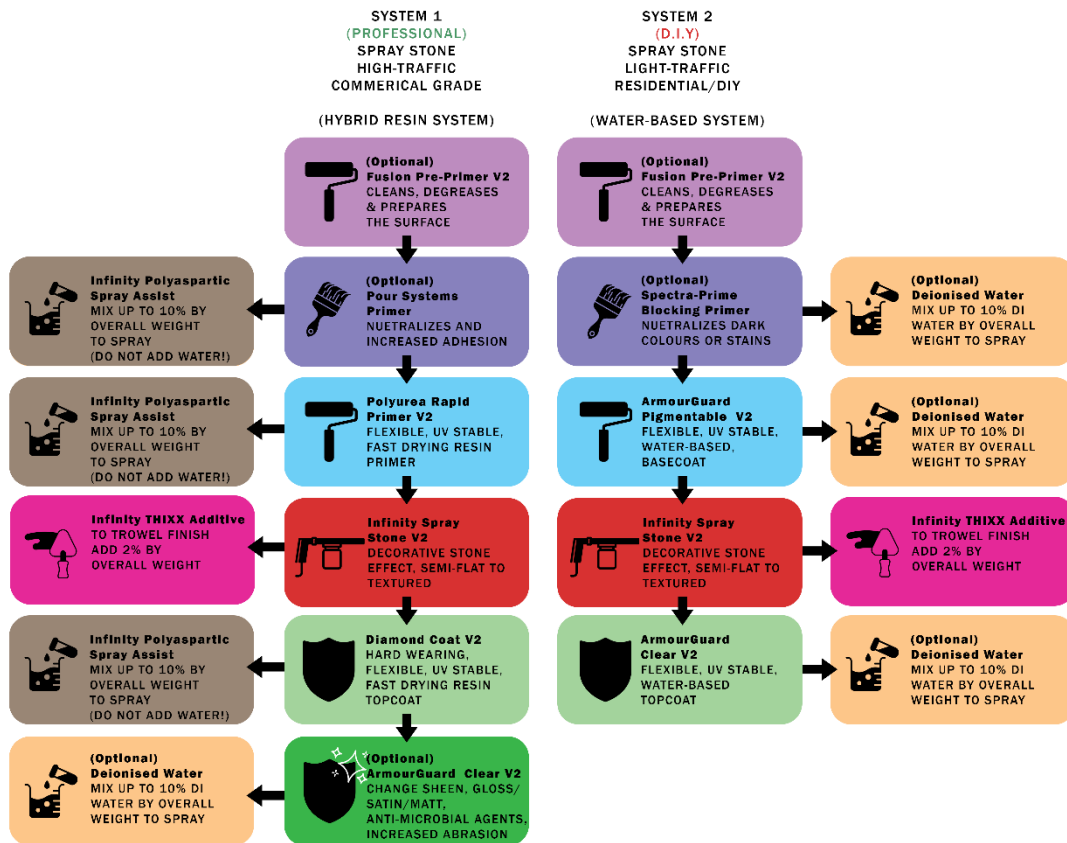 SYSTEM 1
(PROFESSIONAL)
SPRAY STONE
HIGH-TRAFFIC
COMMERICAL GRADE
(HYBRID RESIN SYSTEM)
SYSTEM 2
(D.I.Y)
SPRAY STONE
LIGHT-TRAFFIC
RESIDENTIAL/DIY
(WATER-BASED SYSTEM)
(Optional)
Fusion Pre-Primer V2
CLEANS, DEGREASES
& PREPARES
THE SURFACE
(Optional)
Fusion Pre-Primer V2
CLEANS, DEGREASES
& PREPARES
THE SURFACE
Infinity Polyaspartic
Spray Assist
MIX UP TO 10% BY
OVERALL WEIGHT
TO SPRAY
(DO NOT ADD WATER!)
(Optional)
Pour Systems
Primer
NUETRALIZES AND
INCREASED ADHESION
(Optional)
Spectra-Prime
Blocking Primer
NUETRALIZES DARK
COLOURS OR STAINS
(Optional)
Deionised Water
MIX UP TO 10% DI
WATER BY OVERALL
WEIGHT TO SPRAY
Infinity Polyaspartic
Spray Assist
MIX UP TO 10% BY
OVERALL WEIGHT
TO SPRAY
(DO NOT ADD WATER!)
Polyurea Rapid
Primer V2
FLEXIBLE, UV STABLE,
FAST DRYING RESIN
PRIMER
ArmourGuard
Pigmentable V2
FLEXIBLE, UV STABLE,
WATER-BASED,
BASECOAT
(Optional)
Deionised Water
MIX UP TO 10% DI
WATER BY OVERALL
WEIGHT TO SPRAY
Infinity THIXX Additive
TO TROWEL FINISH
ADD 2% BY
OVERALL WEIGHT
Infinity Spray
Stone V2
DECORATIVE STONE
EFFECT, SEMI-FLAT TO
TEXTURED
Infinity Spray
Stone V2
DECORATIVE STONE
EFFECT, SEMI-FLAT TO
TEXTURED
Infinity THIXX Additive
TO TROWEL FINISH
ADD 2% BY
OVERALL WEIGHT
Infinity Polyaspartic
Spray Assist
MIX UP TO 10% BY
OVERALL WEIGHT
TO SPRAY
(DO NOT ADD WATER!)
Diamond Coat V2
HARD WEARING,
FLEXIBLE, UV STABLE,
FAST DRYING RESIN
TOPCOAT
ArmourGuard
Clear V2
FLEXIBLE, UV STABLE,
WATER-BASED
TOPCOAT
(Optional)
Deionised Water
MIX UP TO 10% DI
WATER BY OVERALL
WEIGHT TO SPRAY
(Optional)
Deionised Water
MIX UP TO 10% DI
WATER BY OVERALL
WEIGHT TO SPRAY
(Optional)
ArmourGuard Clear V2
CHANGE SHEEN, GLOSS/
SATIN/MATT,
ANTI-MICROBIAL AGENTS,
INCREASED ABRASION